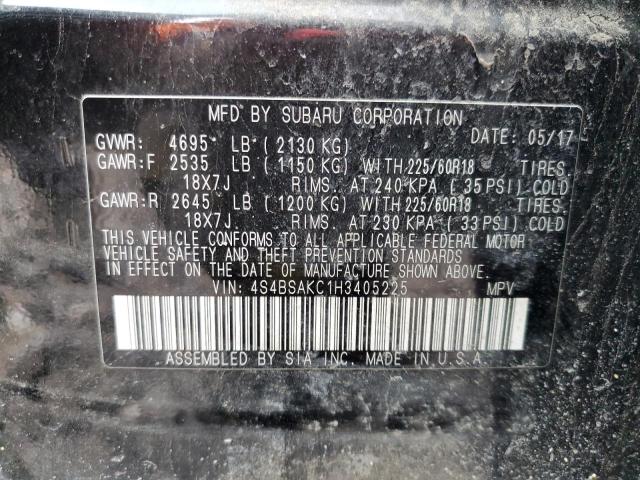 MFD BY SUBARU CORPORATION
GVWR: 4695 LB (2130 KG) DATE: 05/17
GAWR:F 2535 LB (1150 KG) WITH 225/60R18 TIRES.
18X7J RIMS. AT 240 KPA (35 PSI) COLD
GAWR:R 2645 LB (1200 KG) WITH 225/60R18 TIRES.
18X7J. RIMS. AT 230 KPA (33 PSI) COLD
THIS VEHICLE CONFORMS TO ALL APPLICABLE FEDERAL MOTOR
VEHICLE SAFETY AND THEFT PREVENTION STANDARDS
IN EFFECT ON THE DATE OF MANUFACTURE SHOWN ABOVE.
VIN: 4S4BSAKC1H3405225 MPV
ASSEMBLED BY SIA, INC. MADE IN U.S.A.